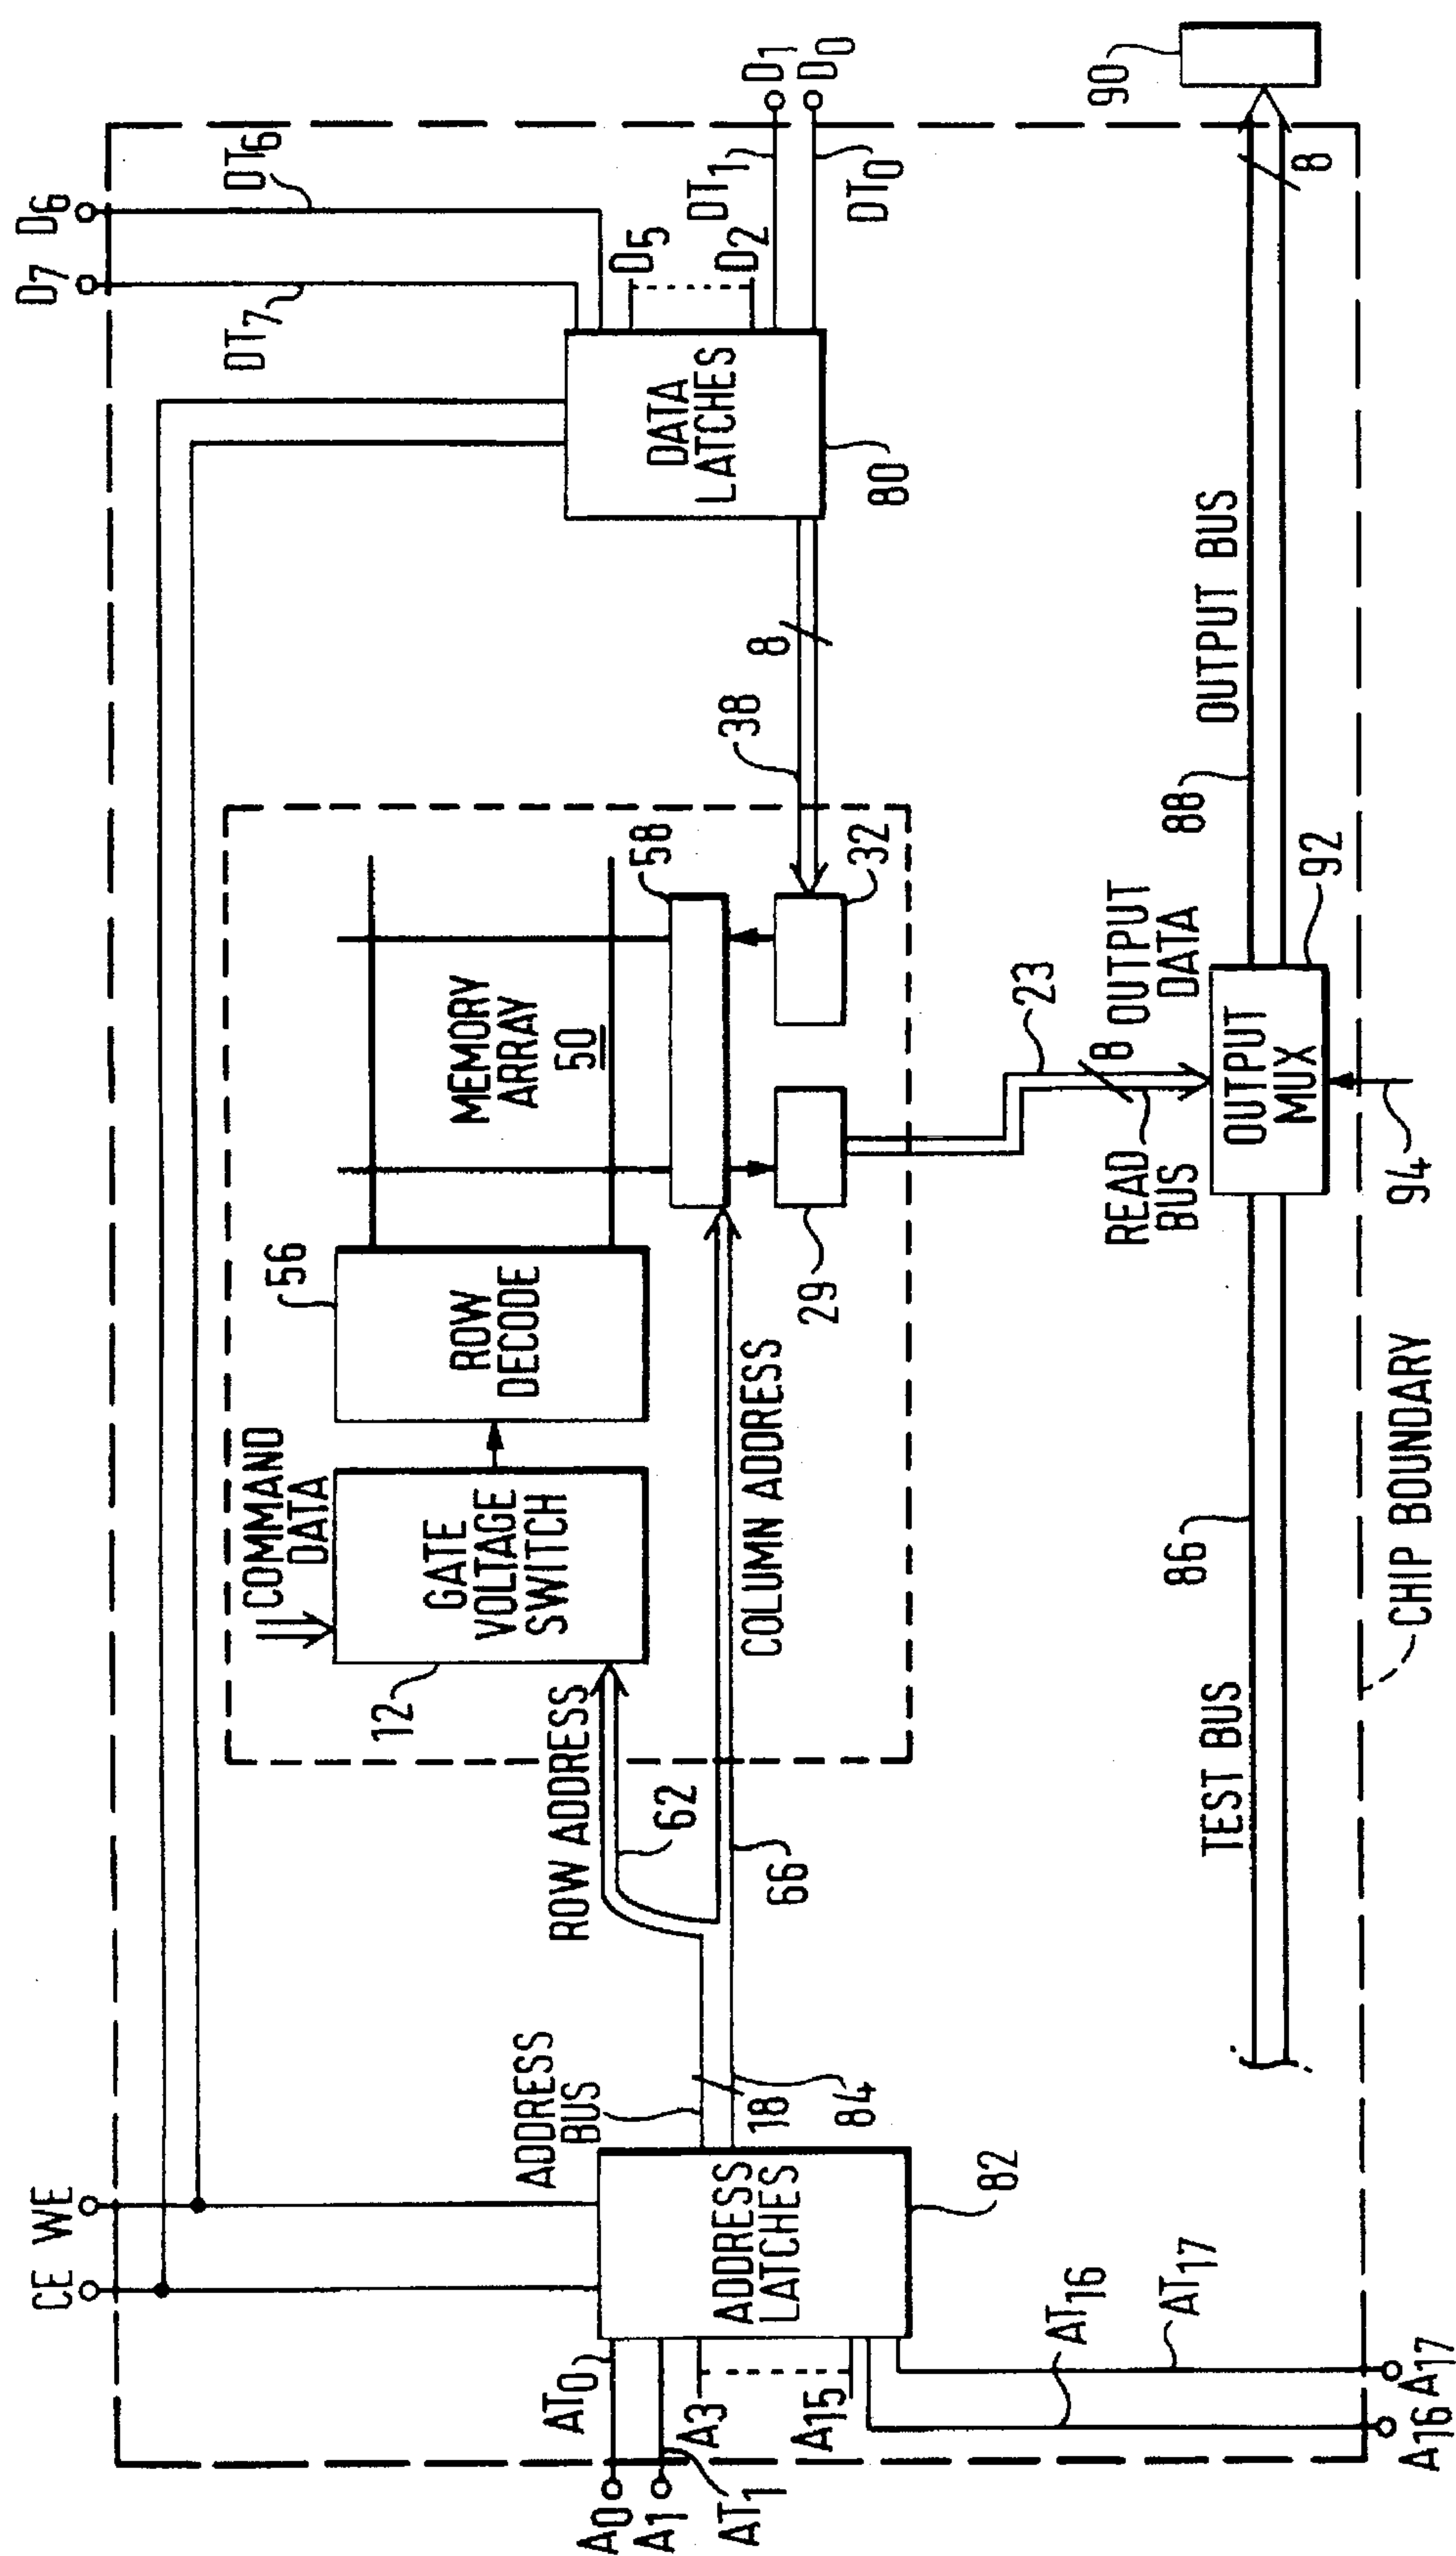 CE WE
D7 D6
DT7
DT6
D5
D2
DT1
DT0
D1
D0
DATA
LATCHES
80
38
8
COMMAND
DATA
GATE
VOLTAGE
SWITCH
12
56
ROW
DECODE
MEMORY
ARRAY
50
58
32
29
ROW ADDRESS
62
COLUMN ADDRESS
66
ADDRESS
BUS
18
84
ADDRESS
LATCHES
82
A0
A1
AT0
AT1
A3
A15
AT16
AT17
A16 A17
23
8
OUTPUT
DATA
READ
BUS
OUTPUT
MUX
92
94
TEST BUS
86
OUTPUT BUS
88
8
90
CHIP BOUNDARY